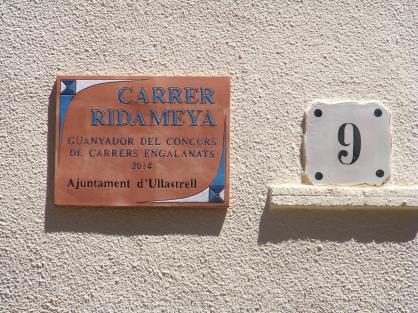 CARRER
RIDAMEYA
GUANYADOR DEL CONCURS
DE CARRERS ENGALANATS
2014
Ajuntament d'Ullastrell
9